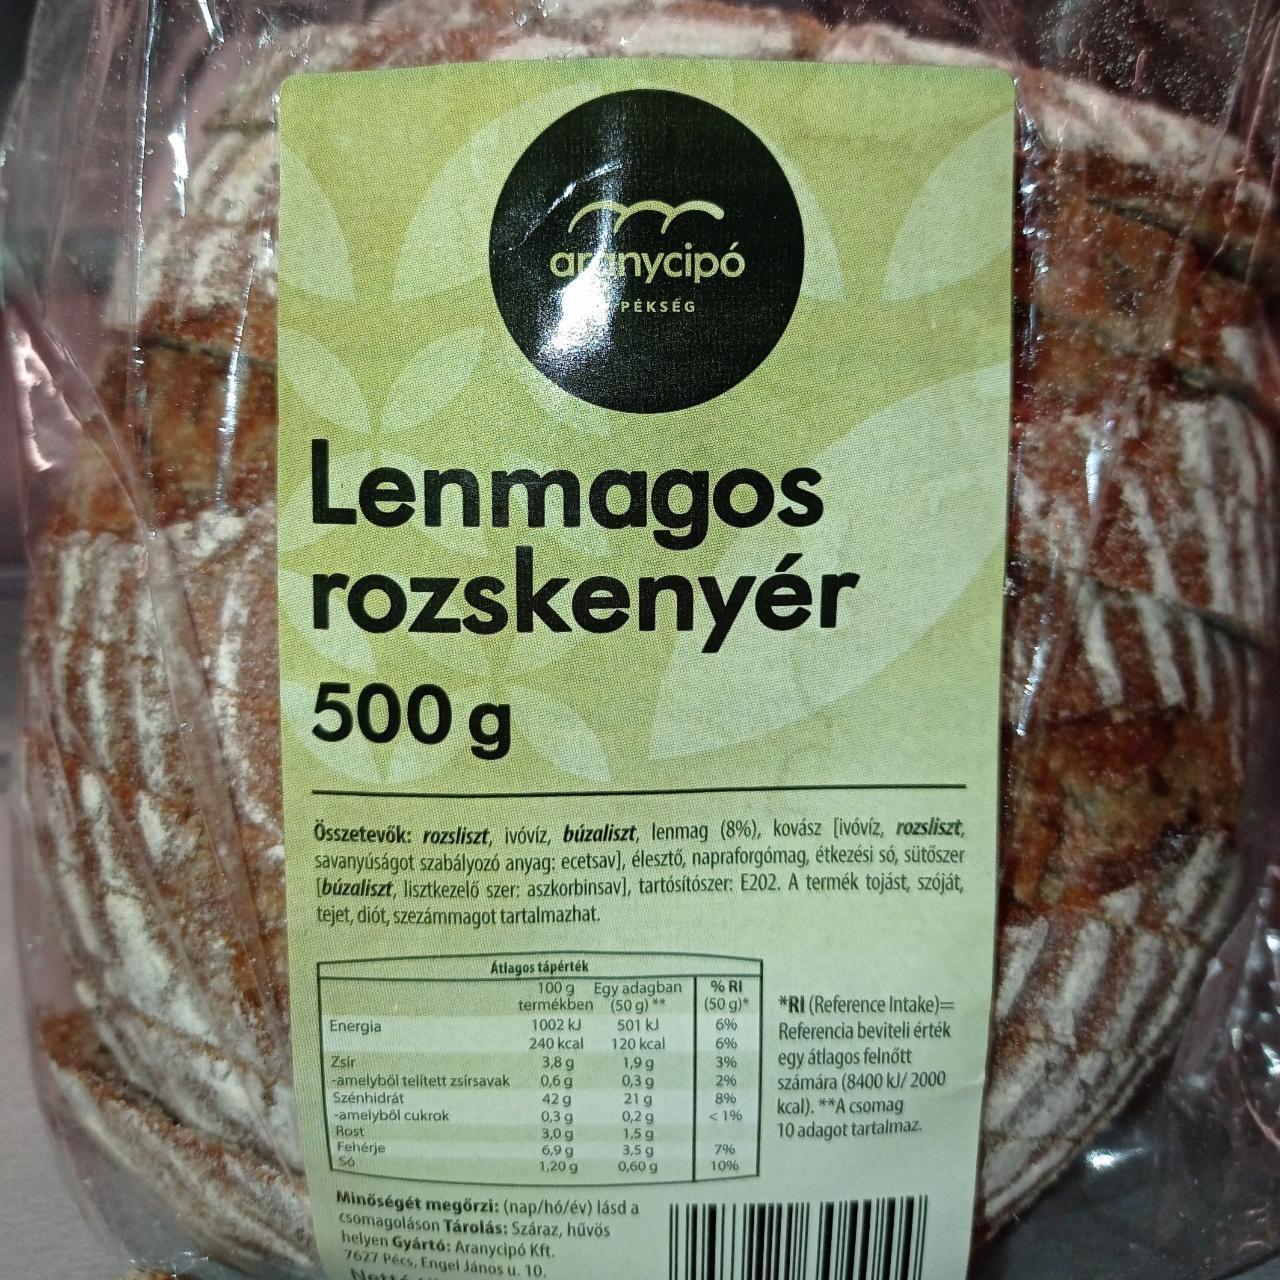 aranycipó
PÉKSÉG
Lenmagos
rozskenyér
500 g
Összetevők: rozsliszt, ivóvíz, búzaliszt, lenmag (8%), kovász [ivóvíz, rozsliszt,
savanyúságot szabályozó anyag: ecetsav], élesztő, napraforgómag, étkezési só, sütőszer
[búzaliszt, lisztkezelő szer: aszkorbinsav], tartósítószer: E202. A termék tojást, szóját,
tejet, diót, szezámmagot tartalmazhat.
Átlagos tápérték
100 g Egy adagban % RI
termékben (50 g) ** (50 g)*
Energia 1002 kJ 501 kJ 6%
240 kcal 120 kcal 6%
Zsír 3,8 g 1,9 g 3%
-amelyből telített zsírsavak 0,6 g 0,3 g 2%
Szénhidrát 42 g 21 g 8%
-amelyből cukrok 0,3 g 0,2 g < 1%
Rost 3,0 g 1,5 g
Fehérje 6,9 g 3,5 g 7%
Só 1,20 g 0,60 g 10%
*RI (Reference Intake)=
Referencia beviteli érték
egy átlagos felnőtt
számára (8400 kJ/ 2000
kcal). **A csomag
10 adagot tartalmaz.
Minőségét megőrzi: (nap/hó/év) lásd a
csomagoláson Tárolás: Száraz, hűvös
helyen Gyártó: Aranycipó Kft.
7627 Pécs, Engel János u. 10.